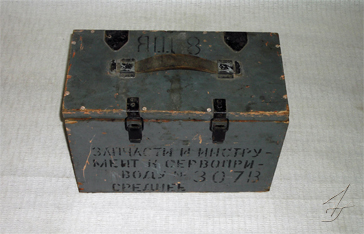 ЗАПЧАСТИ И ИНСТРУ-
МЕНТ К СЕРВОПРИ-
ВОДУ № 3078
СРЕДНЕЕ